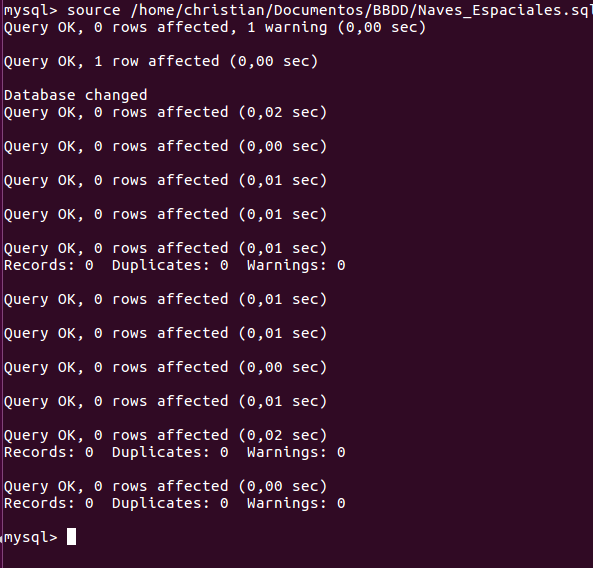 mysql> source /home/christian/Documentos/BBDD/Naves_Espaciales.sql
Query OK, 0 rows affected, 1 warning (0,00 sec)
Query OK, 1 row affected (0,00 sec)
Database changed
Query OK, 0 rows affected (0,02 sec)
Query OK, 0 rows affected (0,00 sec)
Query OK, 0 rows affected (0,01 sec)
Query OK, 0 rows affected (0,01 sec)
Query OK, 0 rows affected (0,01 sec)
Records: 0  Duplicates: 0  Warnings: 0
Query OK, 0 rows affected (0,01 sec)
Query OK, 0 rows affected (0,01 sec)
Query OK, 0 rows affected (0,00 sec)
Query OK, 0 rows affected (0,01 sec)
Query OK, 0 rows affected (0,02 sec)
Records: 0  Duplicates: 0  Warnings: 0
Query OK, 0 rows affected (0,00 sec)
Records: 0  Duplicates: 0  Warnings: 0
mysql>